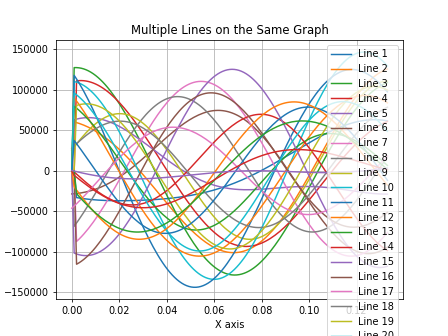 Multiple Lines on the Same Graph
150000
100000
50000
0
−50000
−100000
−150000
0.00
0.02
0.04
0.06
0.08
0.10
X axis
Line 1
Line 2
Line 3
Line 4
Line 5
Line 6
Line 7
Line 8
Line 9
Line 10
Line 11
Line 12
Line 13
Line 14
Line 15
Line 16
Line 17
Line 18
Line 19
Line 20